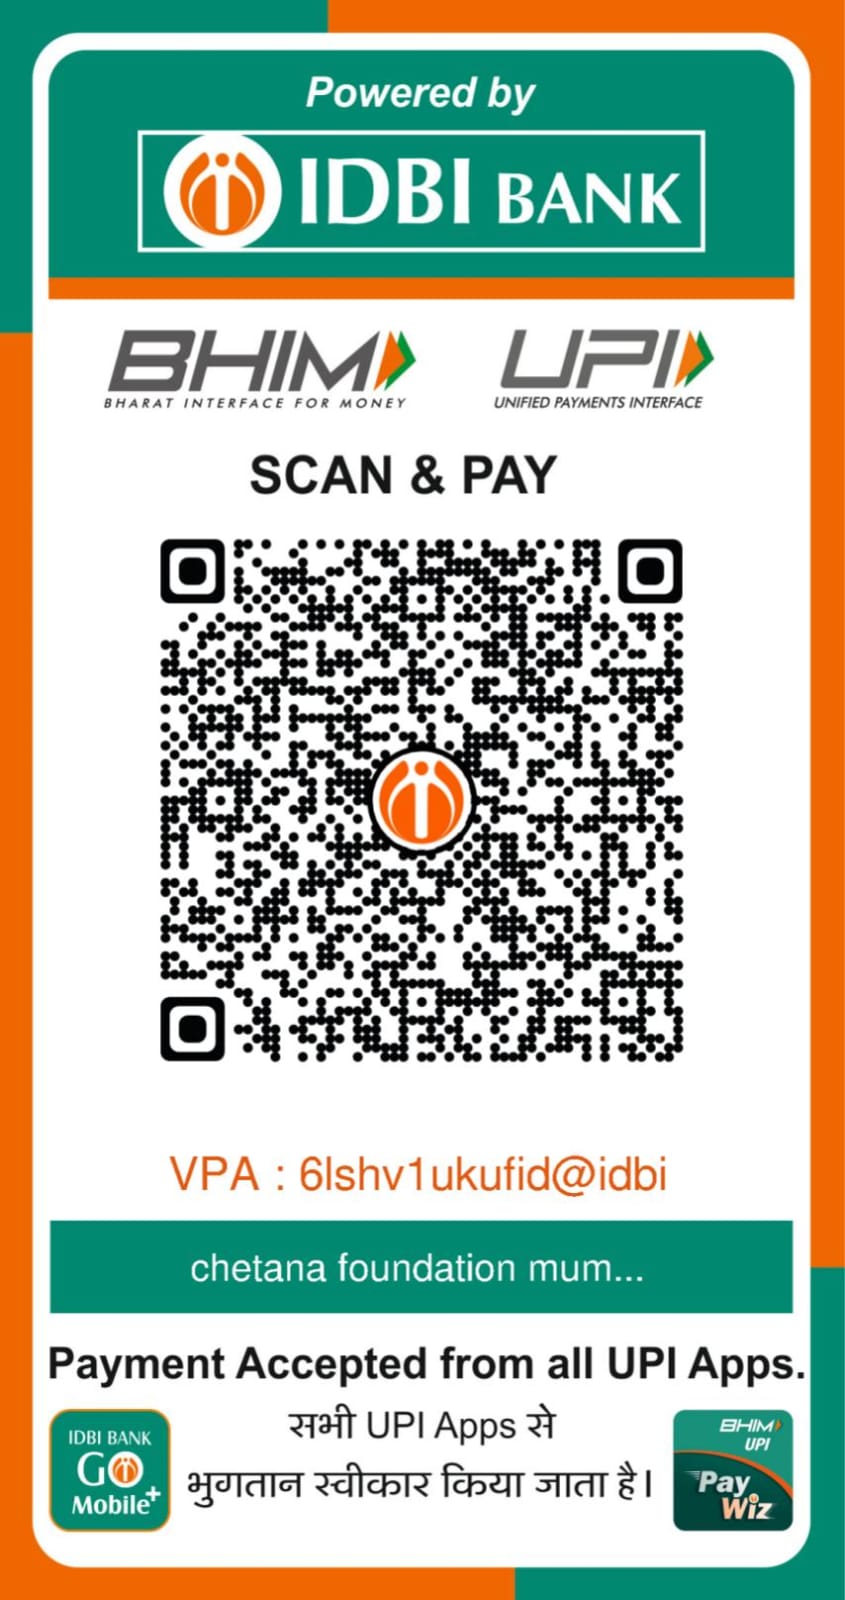 Powered by
IDBI BANK
BHIM UPI
BHARAT INTERFACE FOR MONEY UNIFIED PAYMENTS INTERFACE
SCAN & PAY
VPA : 6lshv1ukufid@idbi
chetana foundation mum...
Payment Accepted from all UPI Apps.
सभी UPI Apps से
भुगतान स्वीकार किया जाता है।
IDBI BANK
GO
Mobile+
BHIM
UPI
Pay
Wiz